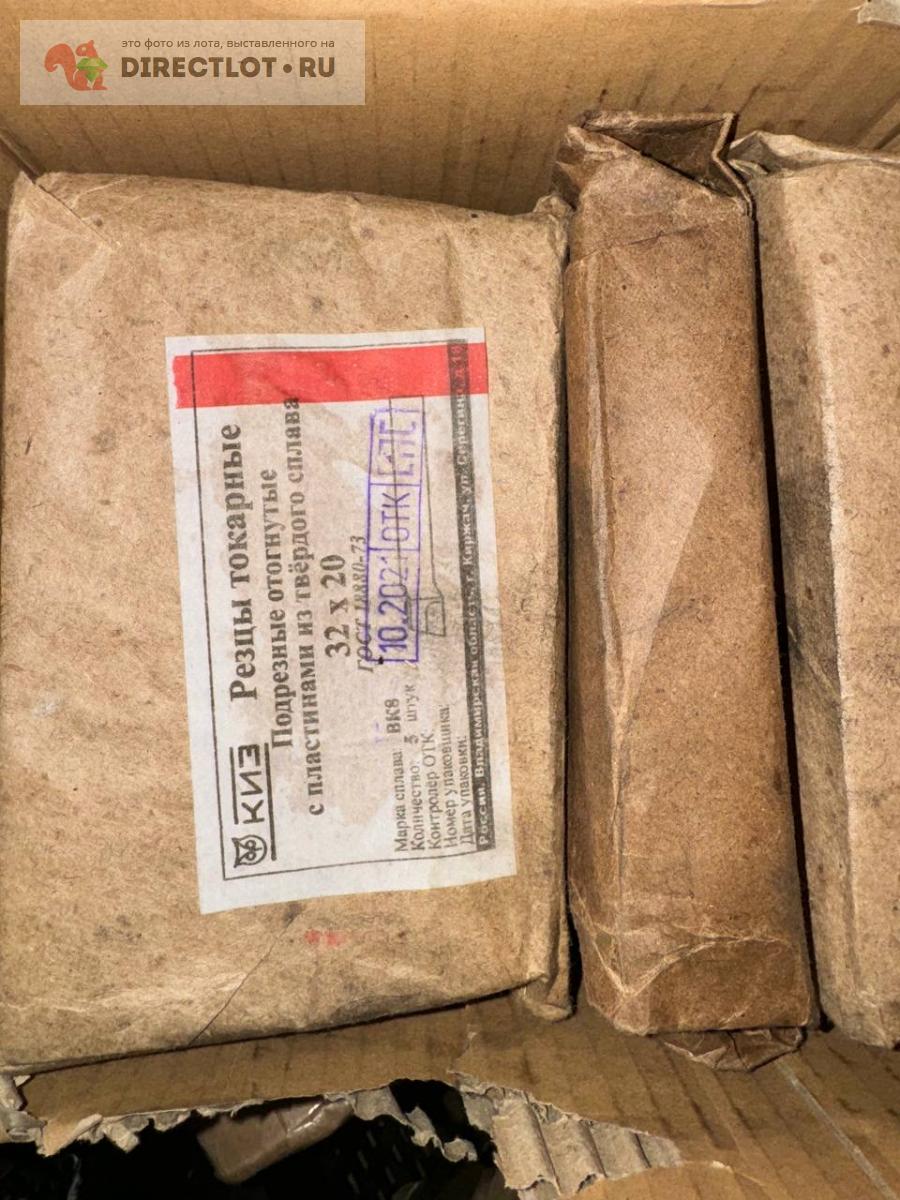 это фото из лота, выставленного на
DIRECTLOT•RU
КИЗ
Резцы токарные
Подрезные отогнутые
с пластинами из твёрдого сплава
32 х 20
ГОСТ 18880-73
10.2021 ОТК
Марка сплава: ВК8
Количество: 5 штук
Контролёр ОТК:
Номер упаковщика:
Дата упаковки:
Россия, Владимирская область, г. Киржач, ул. Серегина,